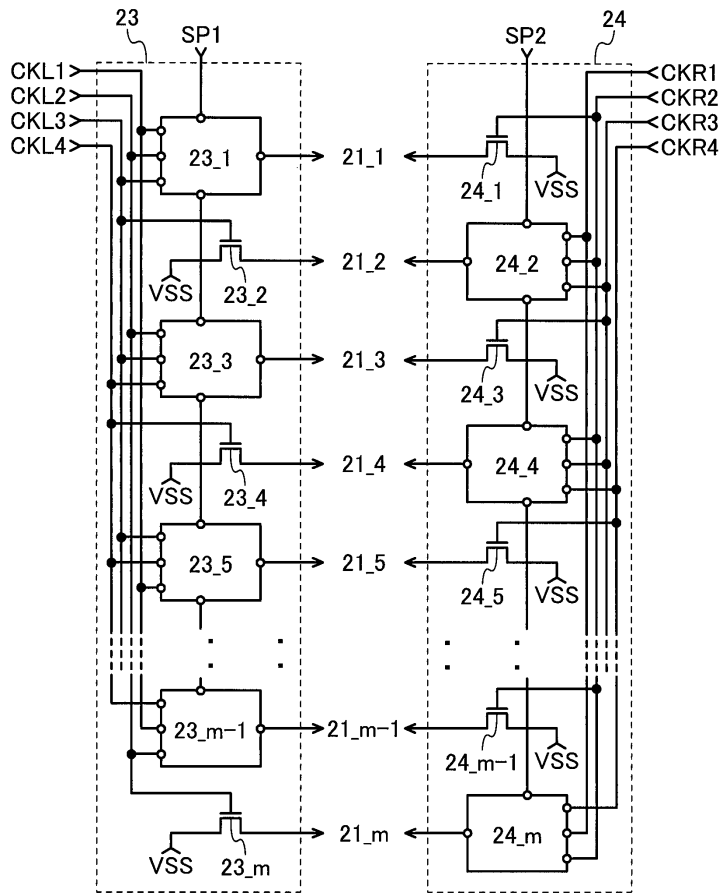 23
24
SP1
SP2
CKL1
CKR1
CKL2
CKR2
CKL3
CKR3
CKL4
CKR4
23_1
21_1
24_1
VSS
VSS
23_2
21_2
24_2
23_3
21_3
24_3
VSS
VSS
23_4
21_4
24_4
23_5
21_5
24_5
VSS
23_m-1
21_m-1
24_m-1
VSS
VSS
23_m
21_m
24_m